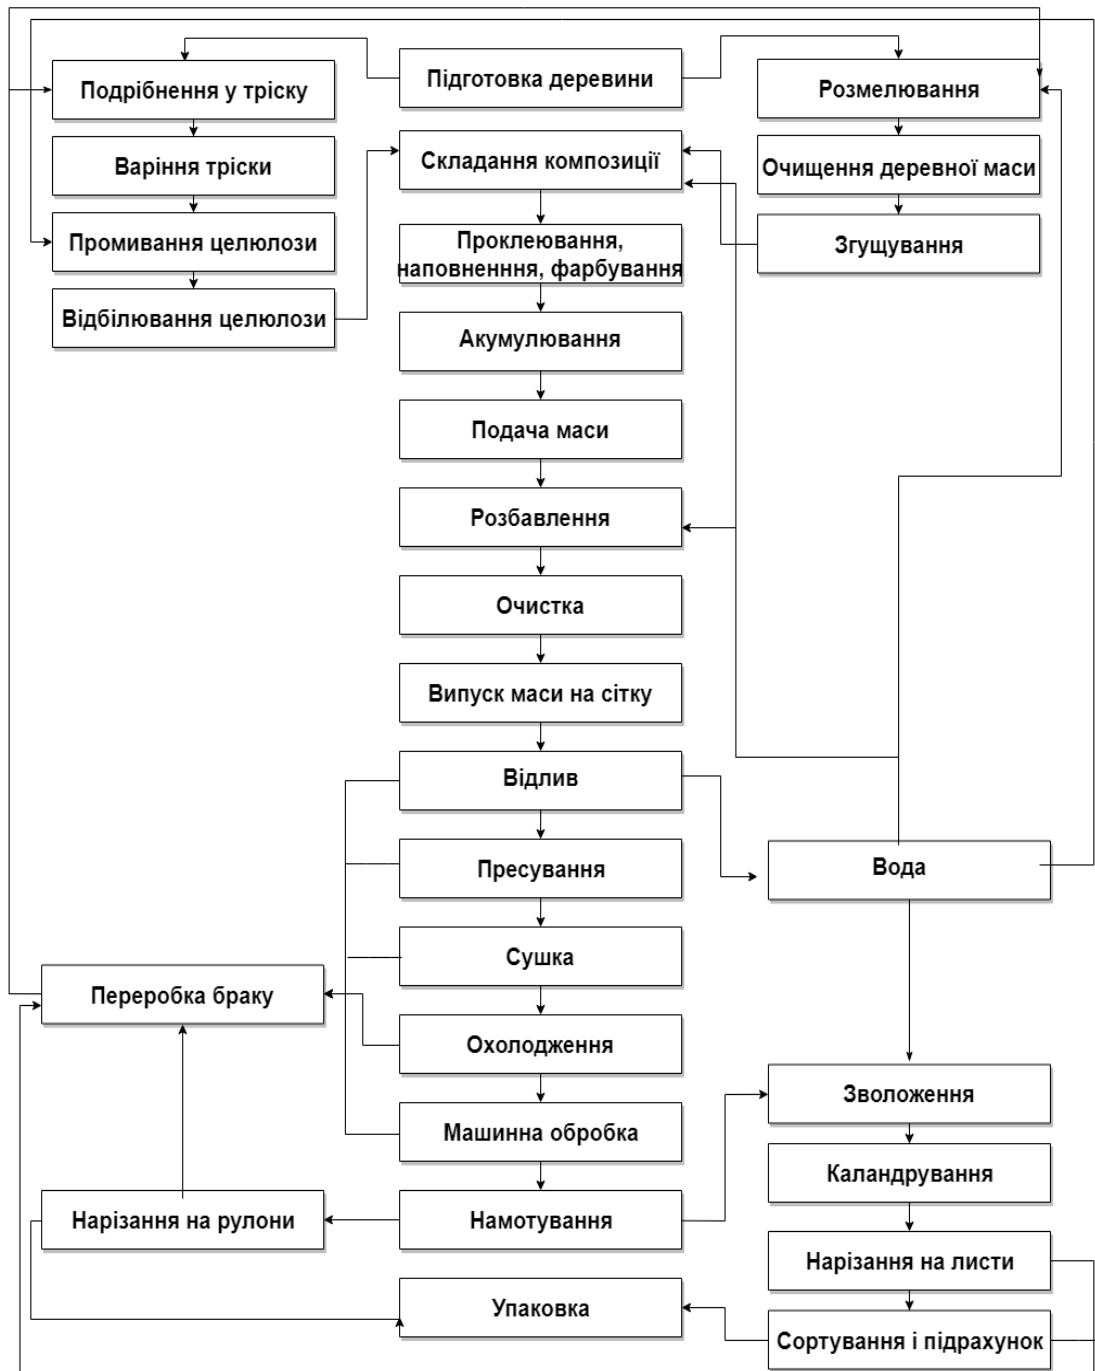 Підготовка деревини
Подрібнення у тріску
Розмелювання
Варіння тріски
Складання композиції
Очищення деревної маси
Промивання целюлози
Проклеювання,
наповненння, фарбування
Згущування
Відбілювання целюлози
Акумулювання
Подача маси
Розбавлення
Очистка
Випуск маси на сітку
Відлив
Пресування
Вода
Сушка
Переробка браку
Охолодження
Зволоження
Машинна обробка
Каландрування
Нарізання на рулони
Намотування
Нарізання на листи
Упаковка
Сортування і підрахунок